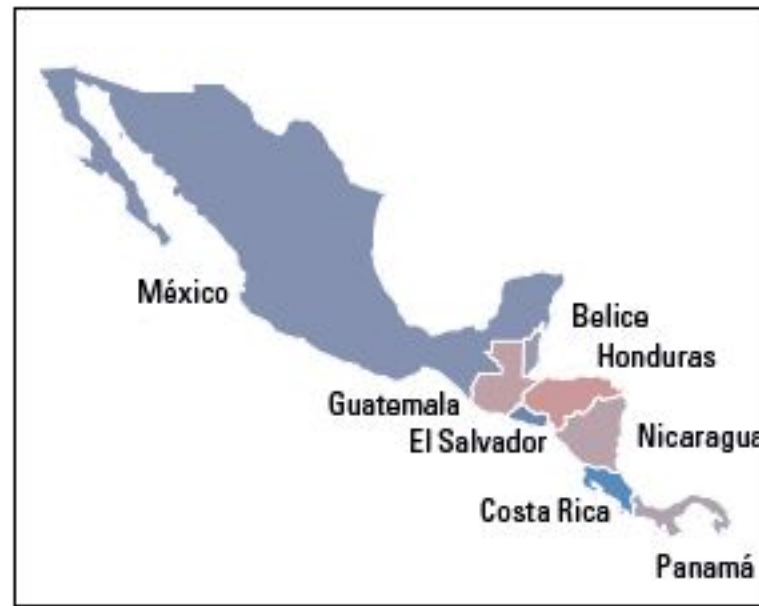 México
Belice
Honduras
Guatemala
El Salvador
Nicaragua
Costa Rica
Panamá